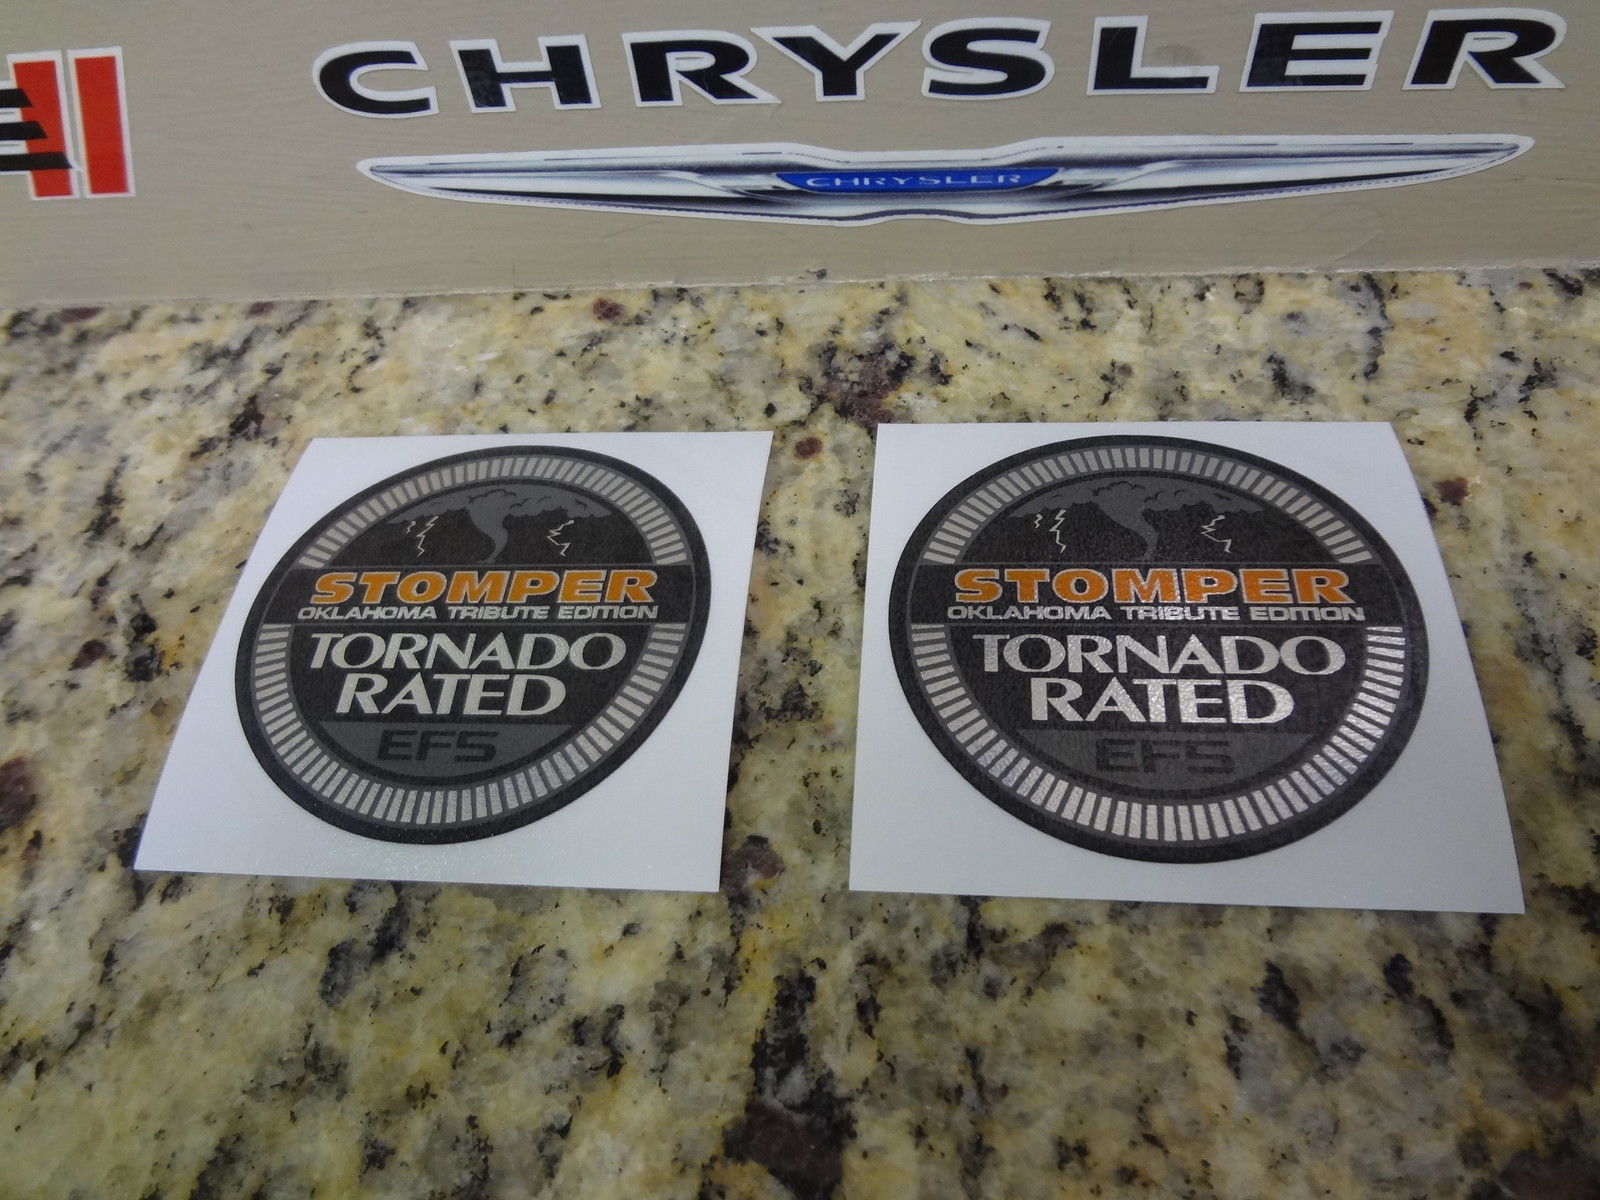 CHRYSLER
CHRYSLER
STOMPER
OKLAHOMA TRIBUTE EDITION
TORNADO
RATED
EF5
STOMPER
OKLAHOMA TRIBUTE EDITION
TORNADO
RATED
EF5